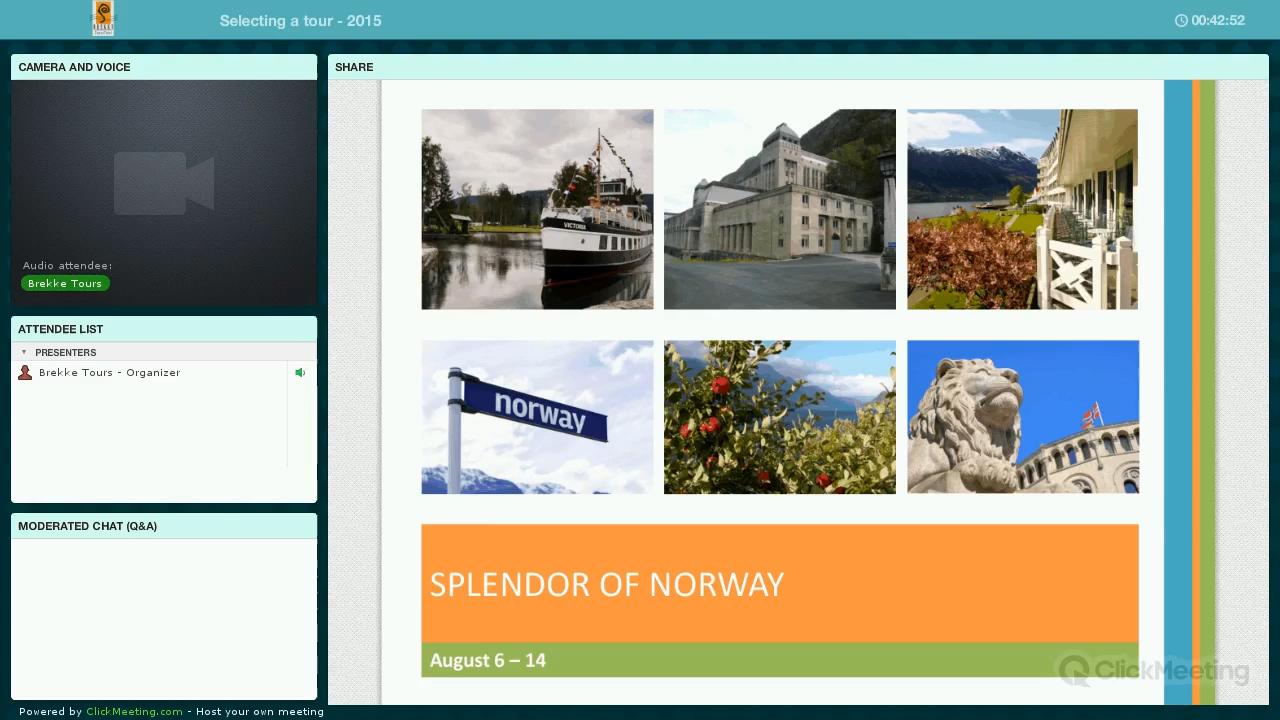 Selecting a tour - 2015
00:42:52
CAMERA AND VOICE
Audio attendee:
Brekke Tours
ATTENDEE LIST
PRESENTERS
Brekke Tours - Organizer
MODERATED CHAT (Q&A)
Powered by ClickMeeting.com - Host your own meeting
SHARE
VICTORIA
norway
SPLENDOR OF NORWAY
August 6 – 14
ClickMeeting